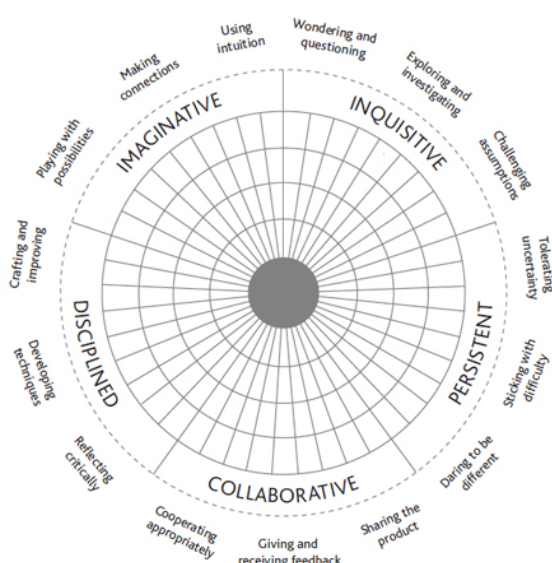 Wondering and
questioning
Exploring and
investigating
Challenging
assumptions
INQUISITIVE
Tolerating
uncertainty
Sticking with
difficulty
Daring to be
different
PERSISTENT
Sharing the
product
Giving and
receiving feedback
Cooperating
appropriately
COLLABORATIVE
Reflecting
critically
Developing
techniques
Crafting and
improving
DISCIPLINED
Playing with
possibilities
Making
connections
Using
intuition
IMAGINATIVE